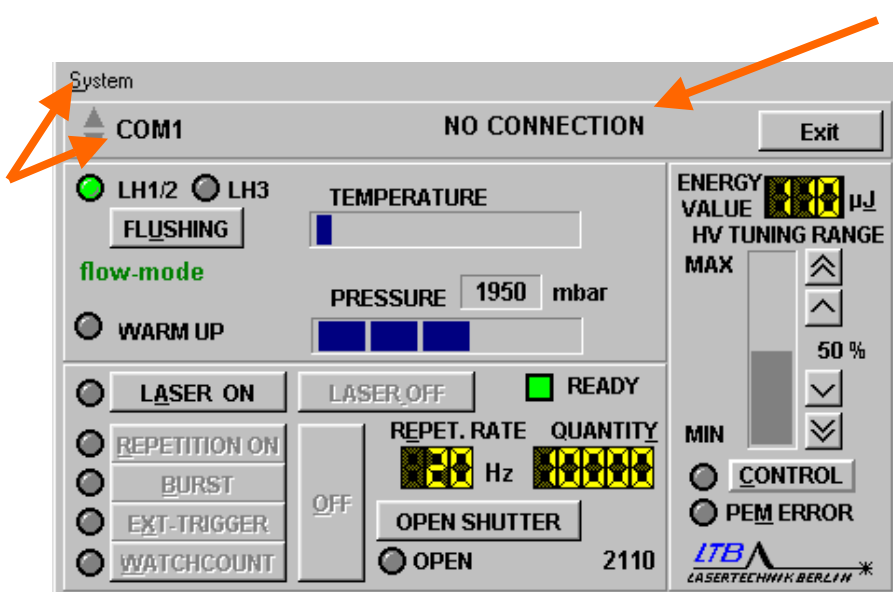 System
COM1 NO CONNECTION Exit
LH1/2 LH3
FLUSHING
flow-mode
WARM UP
TEMPERATURE
PRESSURE 1950 mbar
ENERGY
VALUE µJ
HV TUNING RANGE
MAX
50 %
MIN
CONTROL
PEM ERROR
LASER ON LASER OFF READY
REPETITION ON
BURST
EXT-TRIGGER
WATCHCOUNT
OFF
REPET. RATE QUANTITY
20 Hz
OPEN SHUTTER
OPEN 2110
LTB
LASERTECHNIK BERLIN